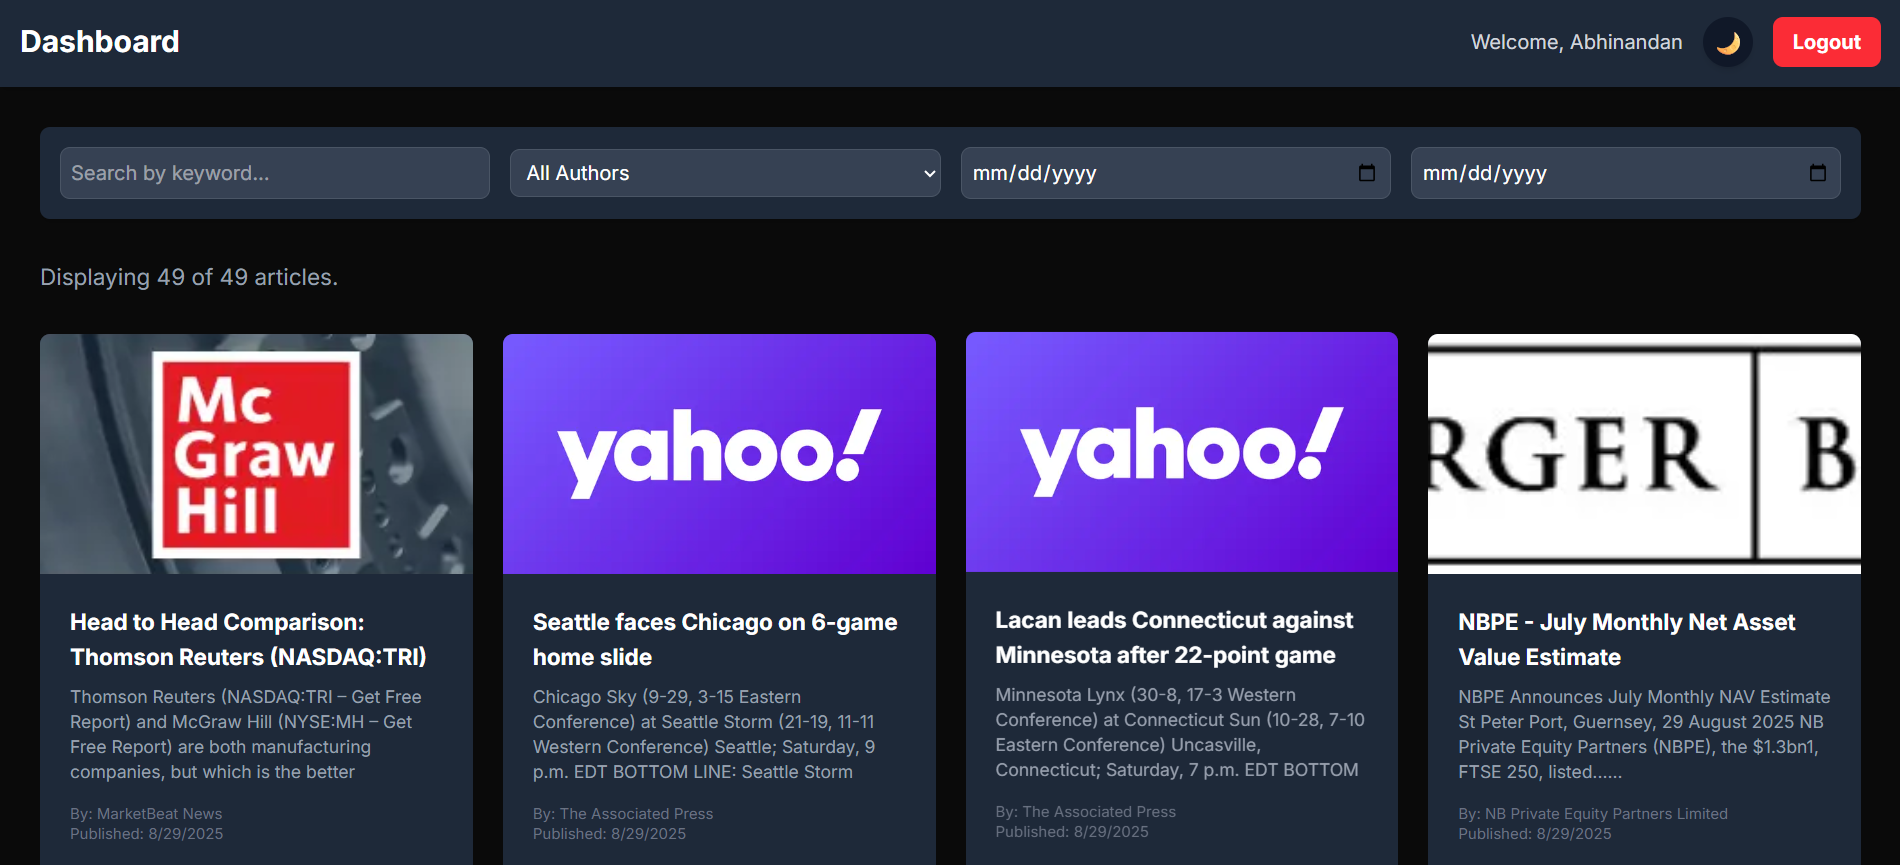 Dashboard
Welcome, Abhinandan
Logout
Search by keyword...
All Authors
mm/dd/yyyy
mm/dd/yyyy
Displaying 49 of 49 articles.
Mc
Graw
Hill
Head to Head Comparison:
Thomson Reuters (NASDAQ:TRI)
Thomson Reuters (NASDAQ:TRI – Get Free
Report) and McGraw Hill (NYSE:MH – Get
Free Report) are both manufacturing
companies, but which is the better
By: MarketBeat News
Published: 8/29/2025
yahoo!
Seattle faces Chicago on 6-game
home slide
Chicago Sky (9-29, 3-15 Eastern
Conference) at Seattle Storm (21-19, 11-11
Western Conference) Seattle; Saturday, 9
p.m. EDT BOTTOM LINE: Seattle Storm
By: The Associated Press
Published: 8/29/2025
yahoo!
Lacan leads Connecticut against
Minnesota after 22-point game
Minnesota Lynx (30-8, 17-3 Western
Conference) at Connecticut Sun (10-28, 7-10
Eastern Conference) Uncasville,
Connecticut; Saturday, 7 p.m. EDT BOTTOM
By: The Associated Press
Published: 8/29/2025
RGER B
NBPE - July Monthly Net Asset
Value Estimate
NBPE Announces July Monthly NAV Estimate
St Peter Port, Guernsey, 29 August 2025 NB
Private Equity Partners (NBPE), the $1.3bn1,
FTSE 250, listed......
By: NB Private Equity Partners Limited
Published: 8/29/2025